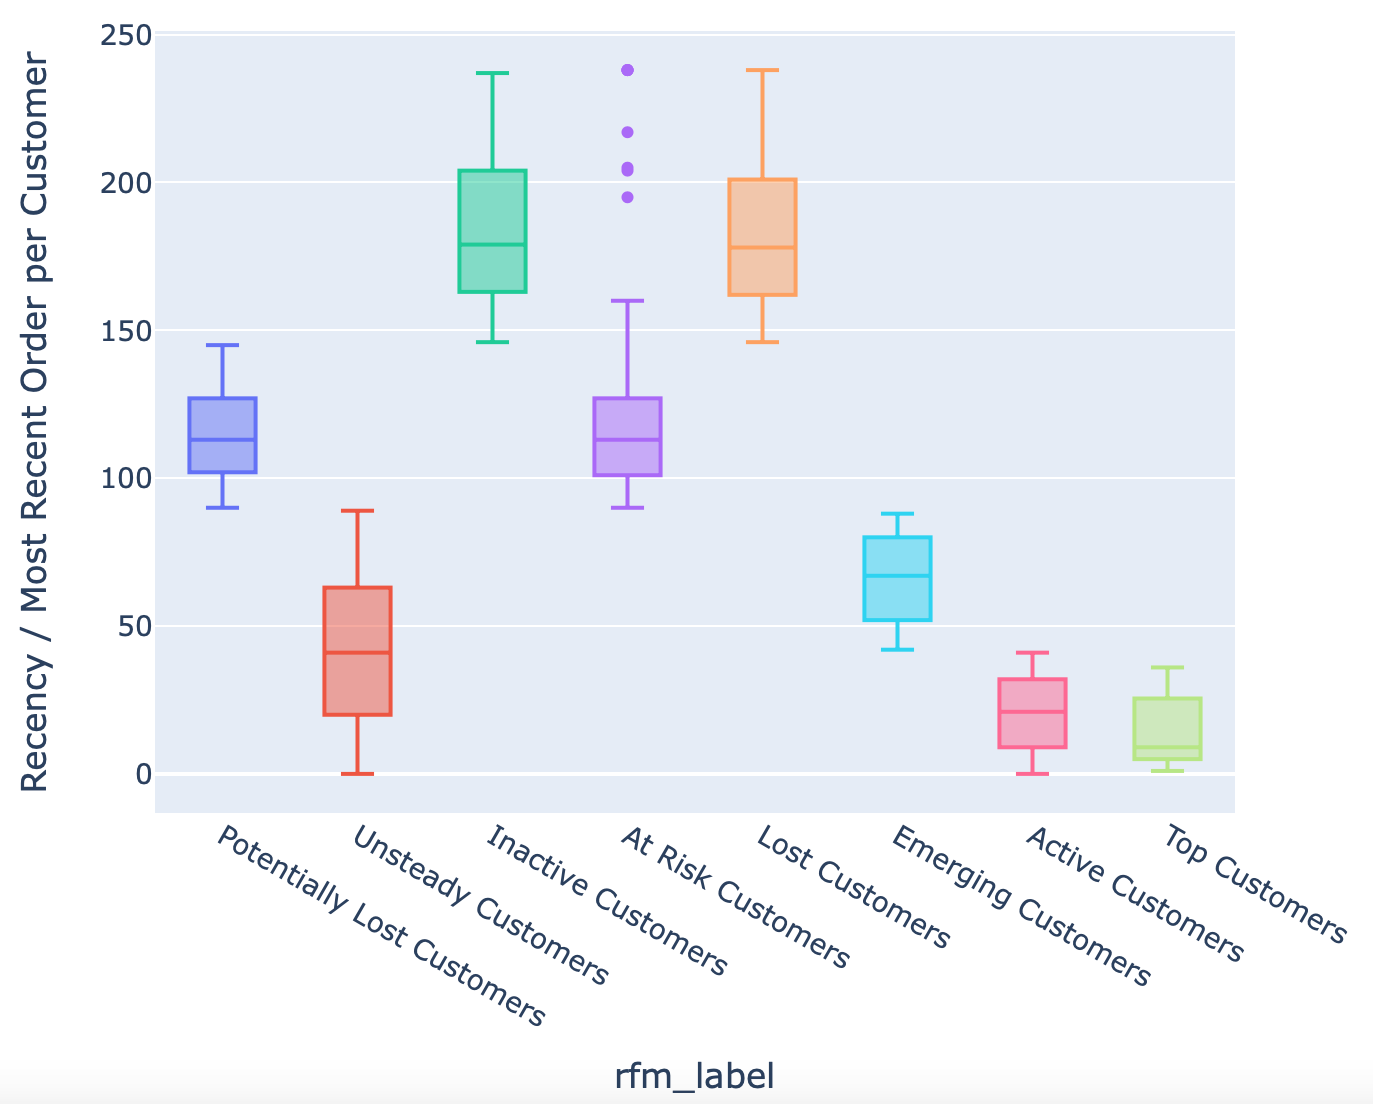 Recency / Most Recent Order per Customer
250
200
150
100
50
0
Potentially Lost Customers
Unsteady Customers
Inactive Customers
At Risk Customers
Lost Customers
Emerging Customers
Active Customers
Top Customers
rfm_label